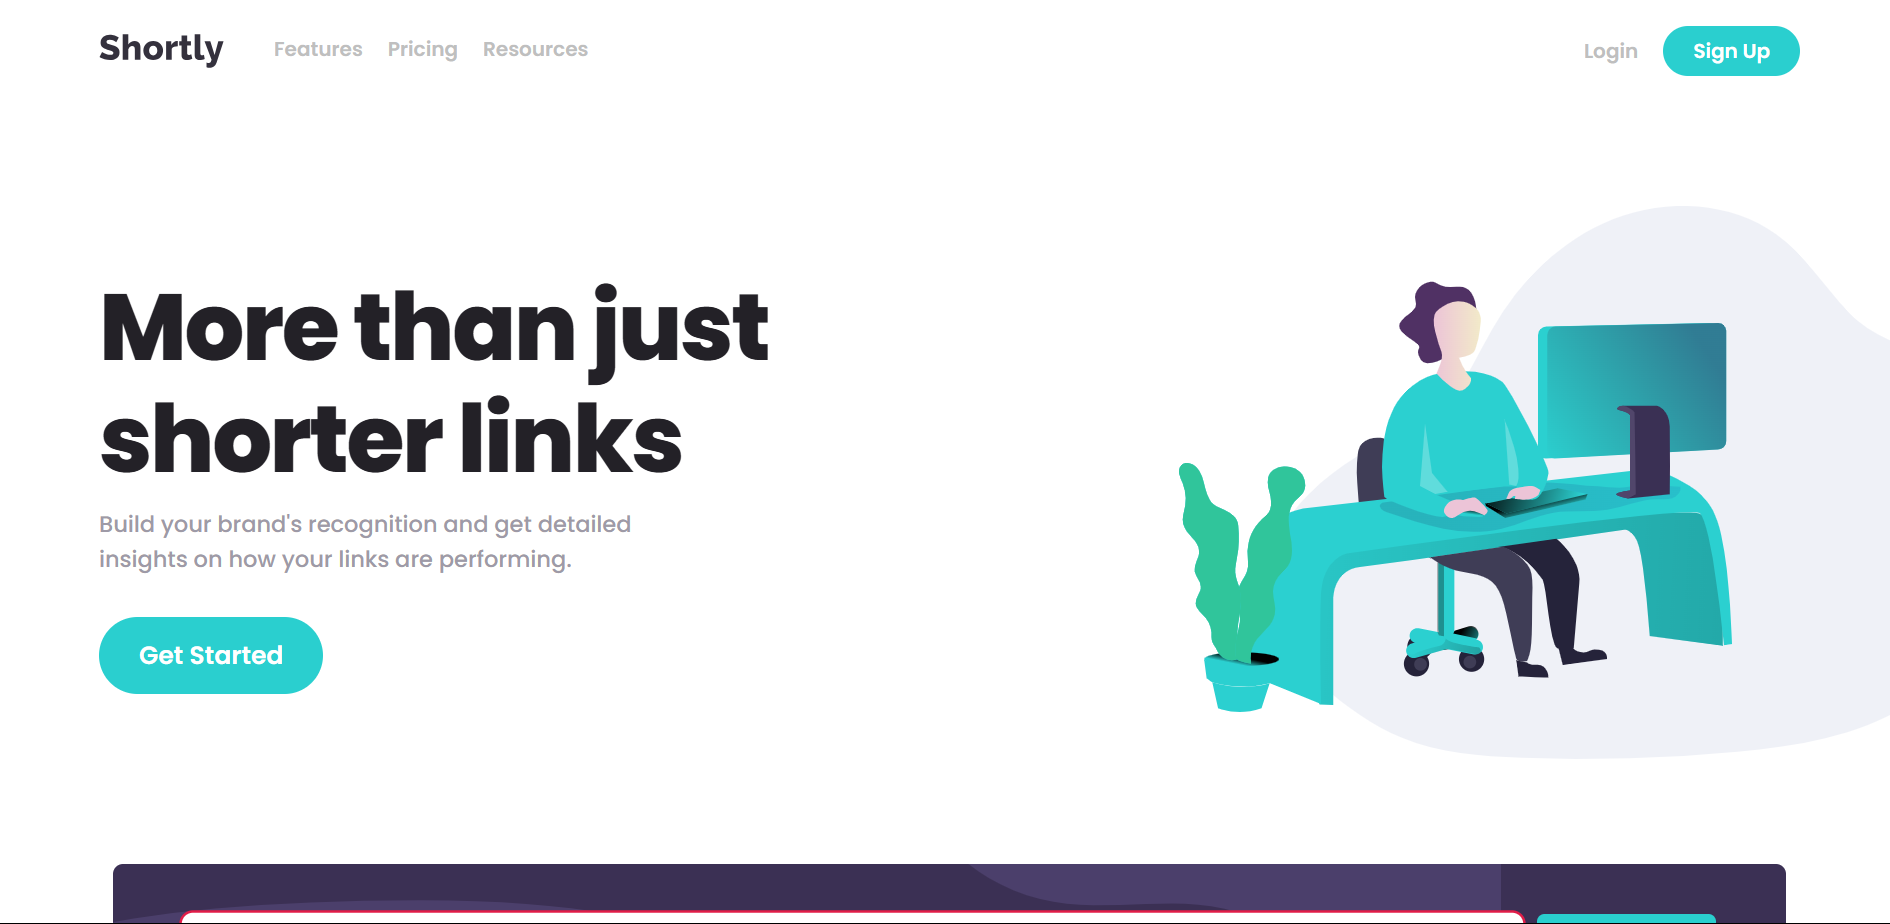 Shortly
Features Pricing Resources
Login
Sign Up
More than just
shorter links
Build your brand's recognition and get detailed
insights on how your links are performing.
Get Started